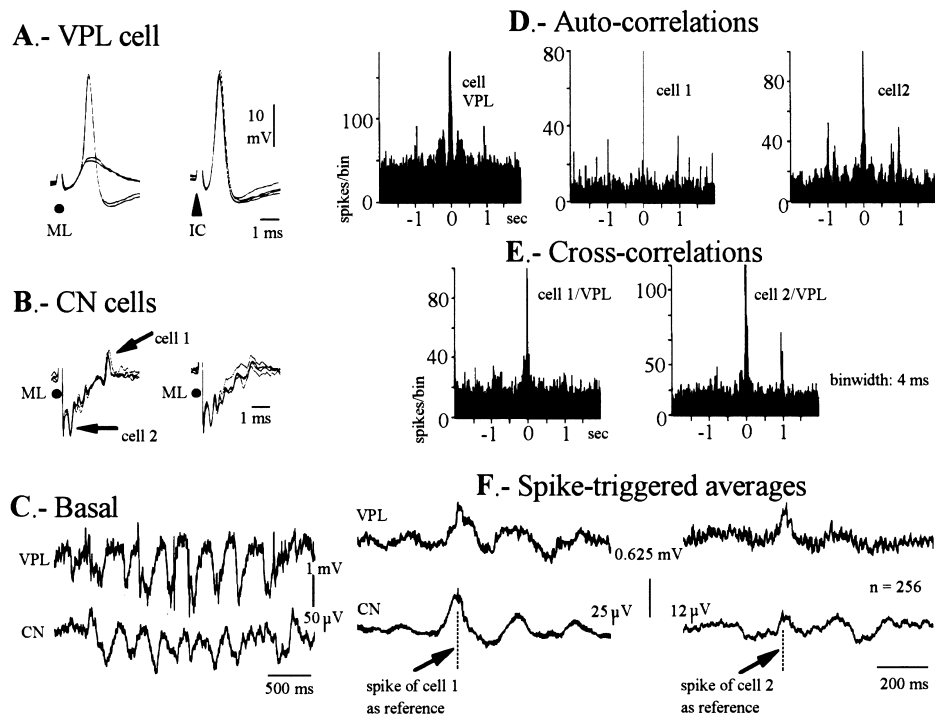 A.- VPL cell
10
mV
ML
IC
1 ms
B.- CN cells
cell 1
ML
cell 2
ML
1 ms
C.- Basal
VPL
1 mV
50 µV
CN
500 ms
D.- Auto-correlations
spikes/bin
100
0
cell
VPL
-1 0 1 sec
80
40
0
cell 1
-1 0 1
80
40
0
cell2
-1 0 1
E.- Cross-correlations
spikes/bin
80
40
0
cell 1/VPL
-1 0 1 sec
100
50
0
cell 2/VPL
-1 0 1
binwidth: 4 ms
F.- Spike-triggered averages
VPL
0.625 mV
CN
25 µV
12 µV
n = 256
spike of cell 1
as reference
spike of cell 2
as reference
200 ms